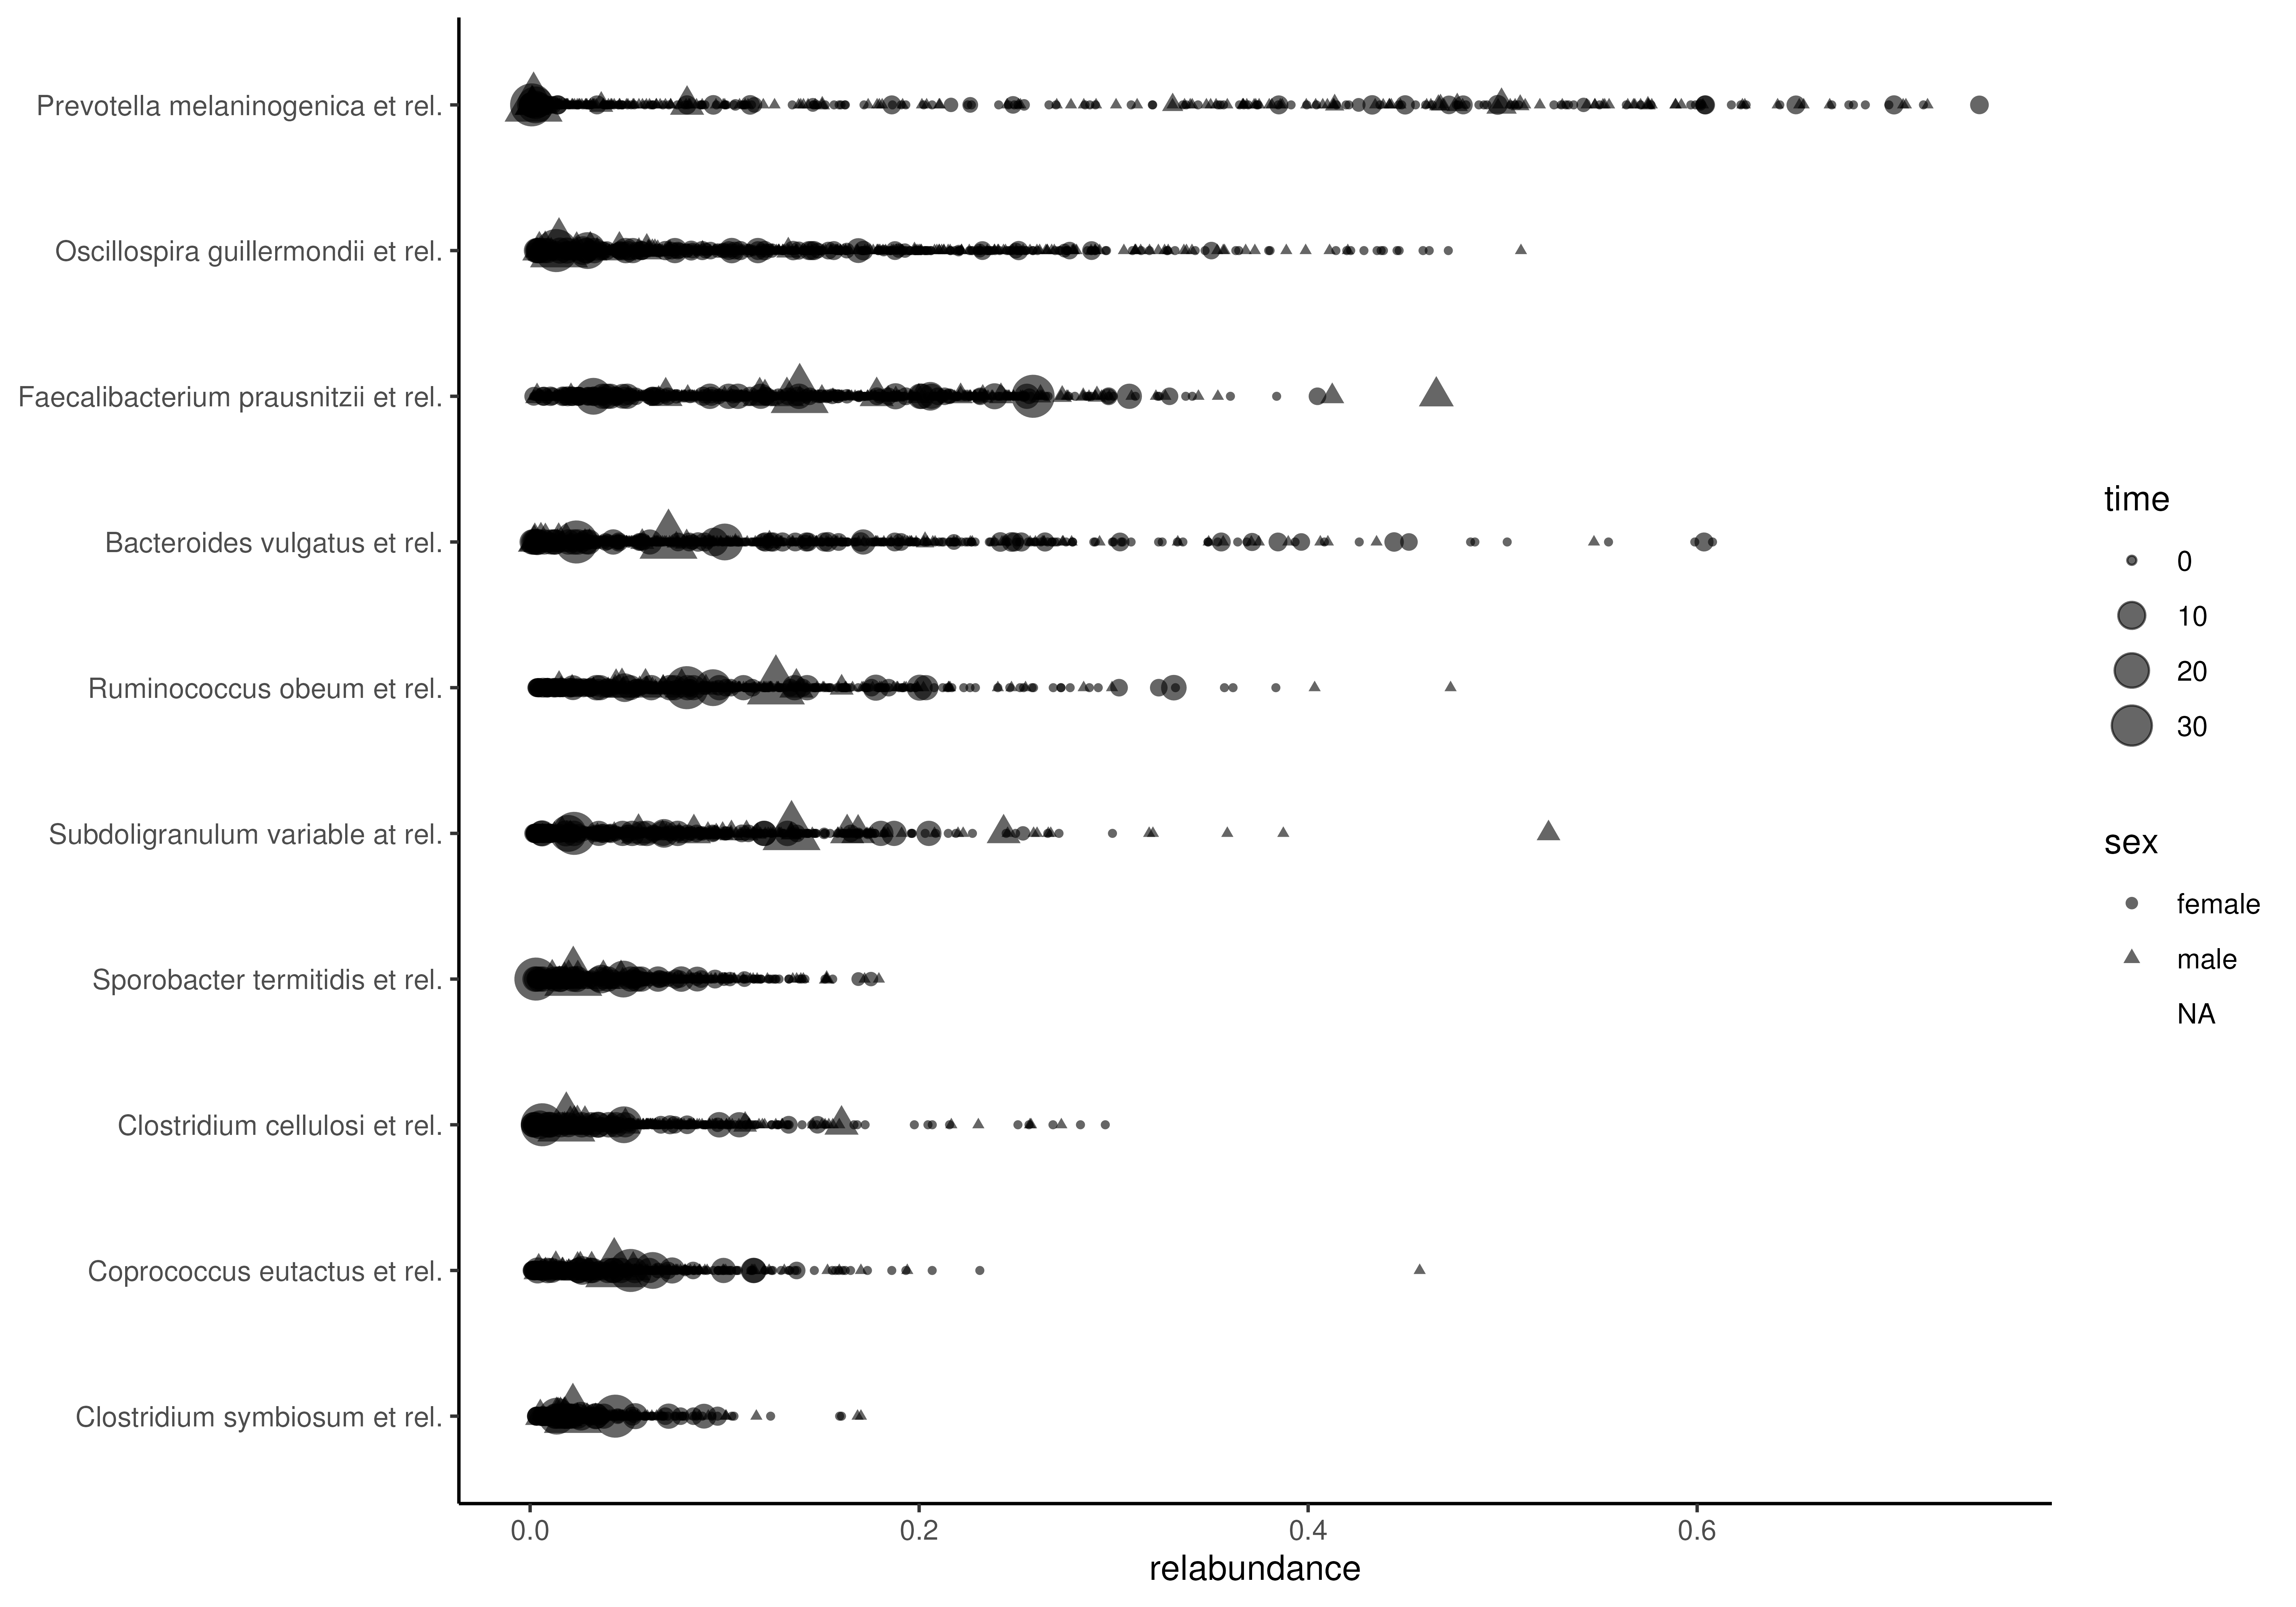 Prevotella melaninogenica et rel.
Oscillospira guillermondii et rel.
Faecalibacterium prausnitzii et rel.
Bacteroides vulgatus et rel.
Ruminococcus obeum et rel.
Subdoligranulum variable at rel.
Sporobacter termitidis et rel.
Clostridium cellulosi et rel.
Coprococcus eutactus et rel.
Clostridium symbiosum et rel.
0.0
0.2
0.4
0.6
relabundance
time
0
10
20
30
sex
female
male
NA